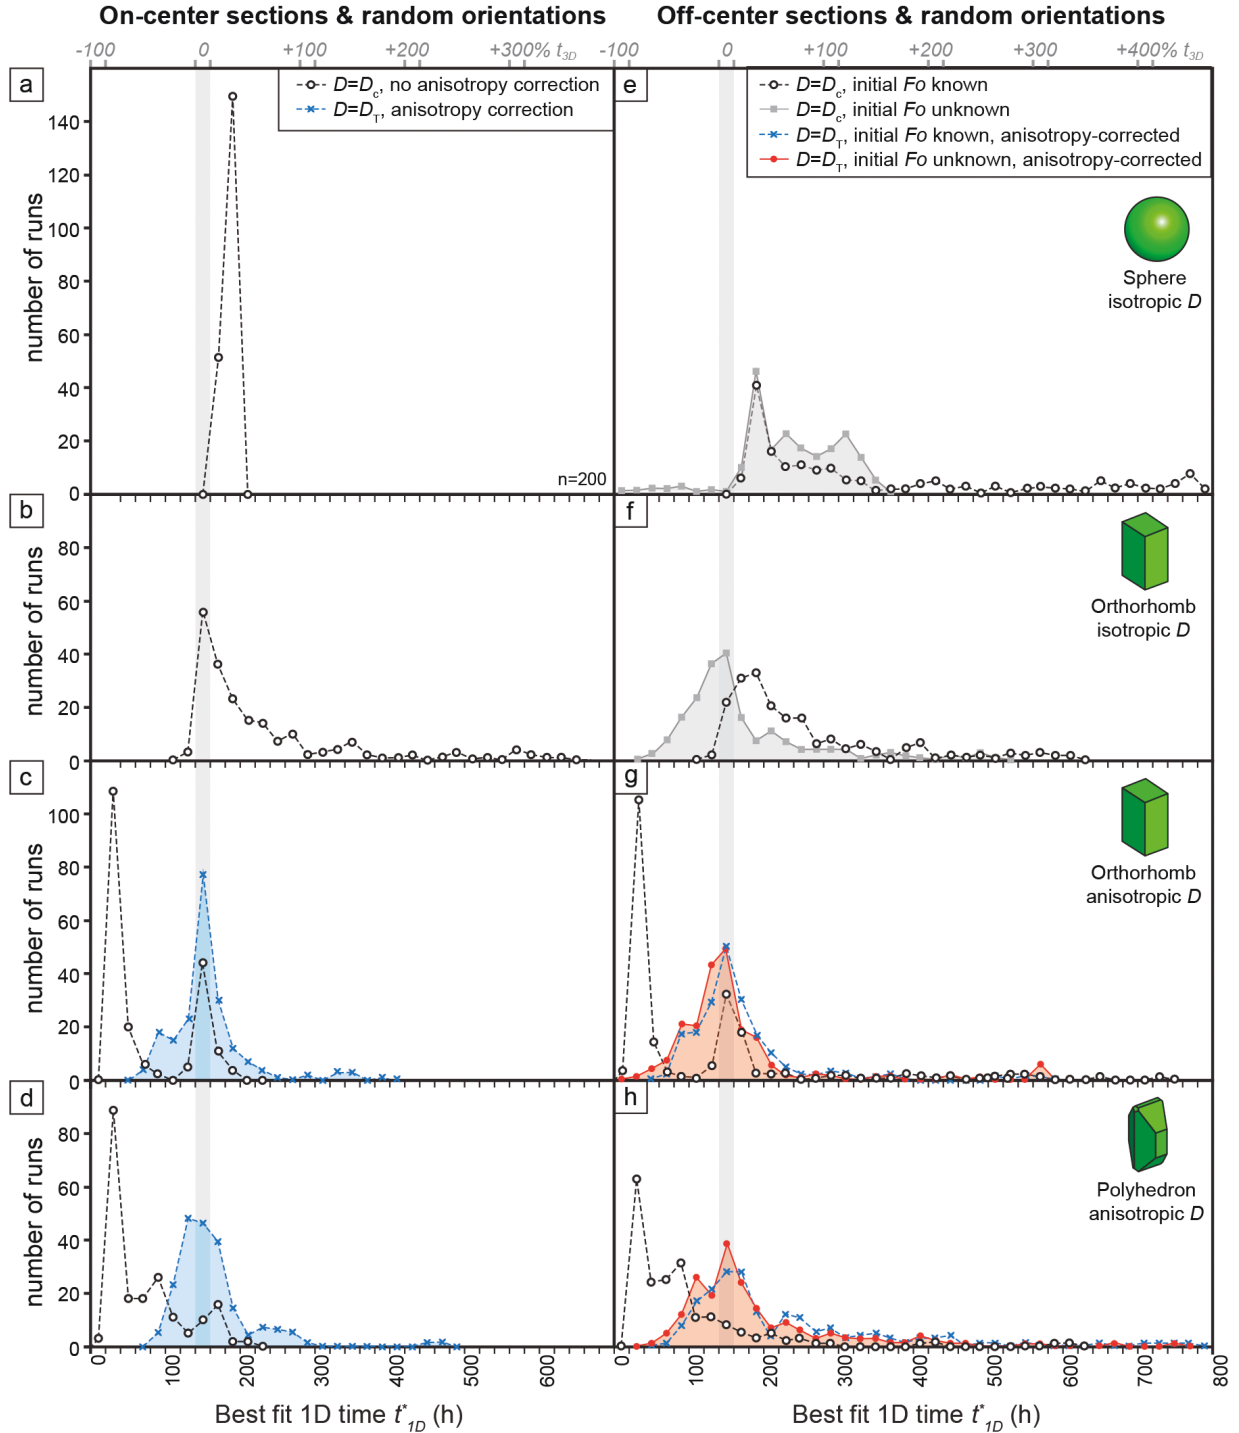 On-center sections & random orientations
Off-center sections & random orientations
-100 0 +100 +200 +300% t3D
-100 0 +100 +200 +300 +400% t3D
a
D=Dc, no anisotropy correction
D=DT, anisotropy correction
e
D=Dc, initial Fo known
D=Dc, initial Fo unknown
D=DT, initial Fo known, anisotropy-corrected
D=DT, initial Fo unknown, anisotropy-corrected
number of runs
140
120
100
80
60
40
20
0
n=200
Sphere
isotropic D
b
f
number of runs
80
60
40
20
0
Orthorhomb
isotropic D
c
g
number of runs
100
80
60
40
20
0
Orthorhomb
anisotropic D
d
h
number of runs
80
60
40
20
0
Polyhedron
anisotropic D
0 100 200 300 400 500 600
0 100 200 300 400 500 600 700 800
Best fit 1D time t*1D (h)
Best fit 1D time t*1D (h)